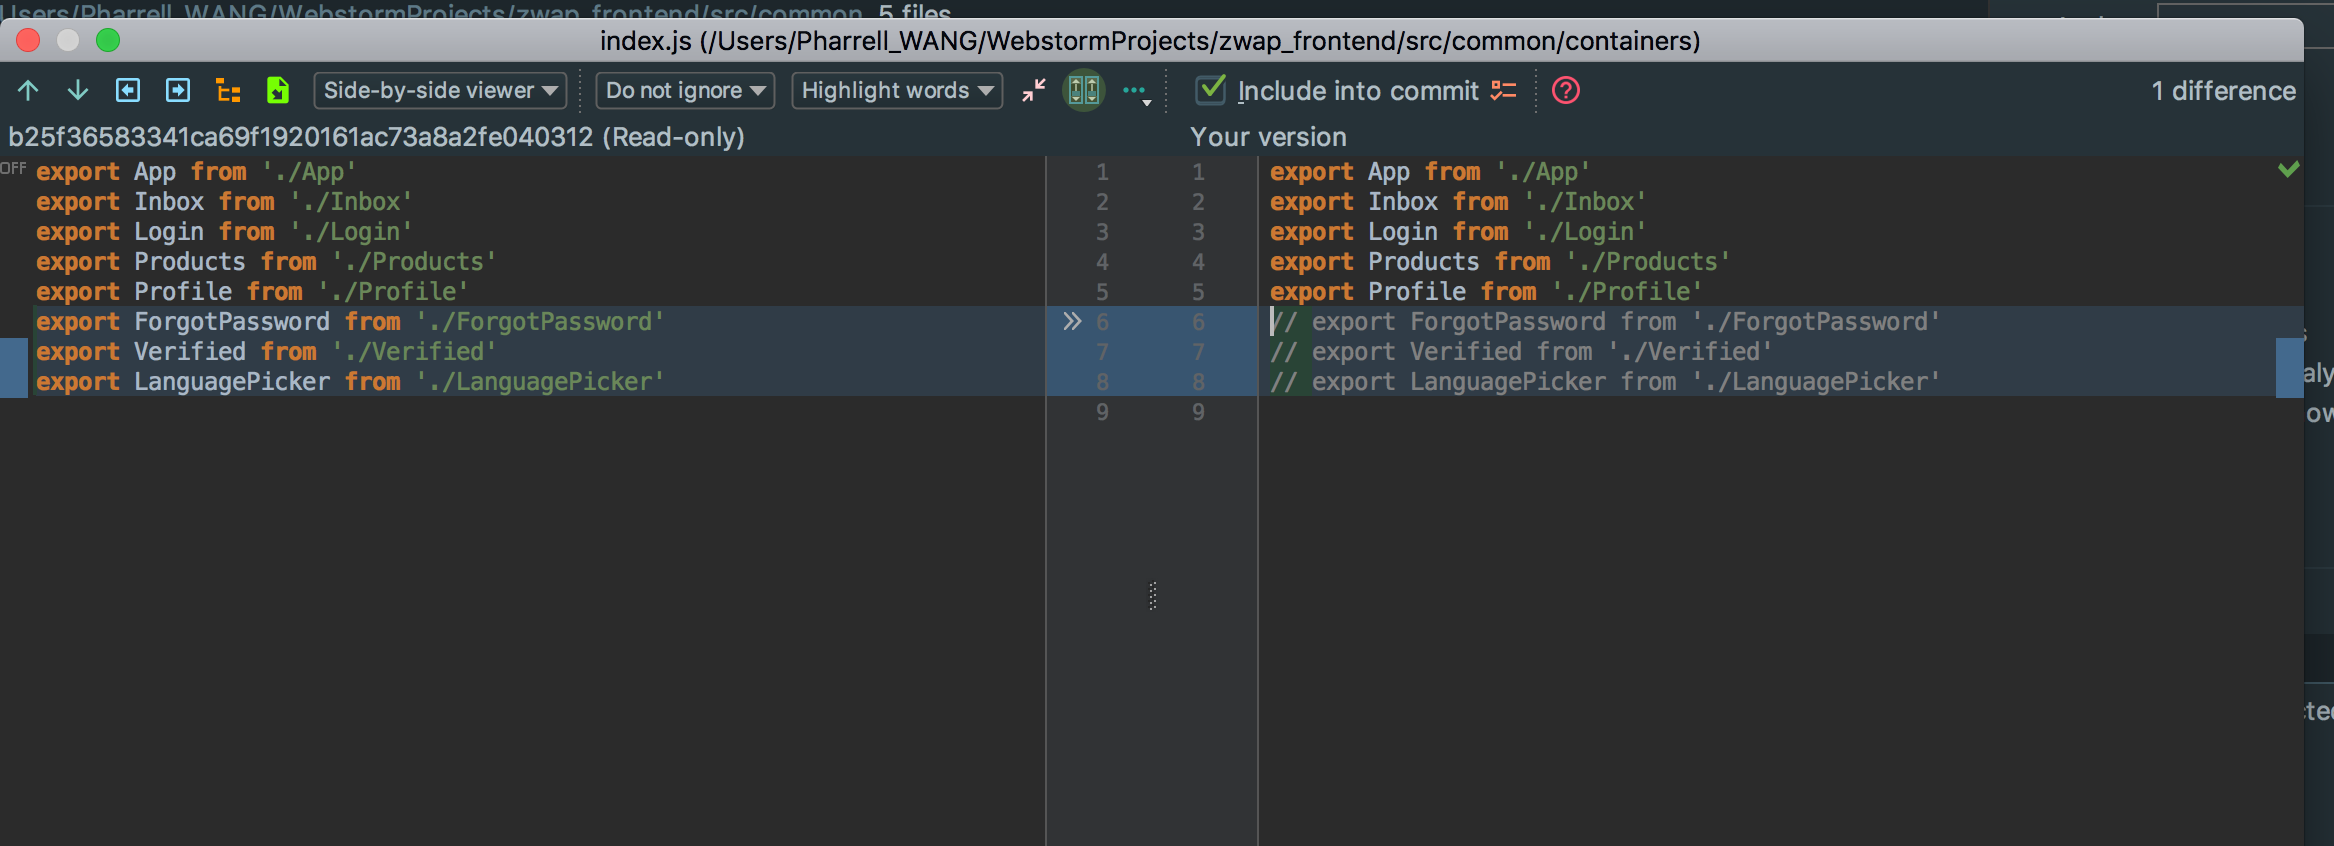 Users/Pharrell_WANG/WebstormProjects/zwap_frontend/src/common 5 files
index.js (/Users/Pharrell_WANG/WebstormProjects/zwap_frontend/src/common/containers)
Side-by-side viewer Do not ignore Highlight words Include into commit 1 difference
b25f36583341ca69f1920161ac73a8a2fe040312 (Read-only) Your version
OFF export App from './App' 1 1 export App from './App'
export Inbox from './Inbox' 2 2 export Inbox from './Inbox'
export Login from './Login' 3 3 export Login from './Login'
export Products from './Products' 4 4 export Products from './Products'
export Profile from './Profile' 5 5 export Profile from './Profile'
export ForgotPassword from './ForgotPassword' 6 6 // export ForgotPassword from './ForgotPassword'
export Verified from './Verified' 7 7 // export Verified from './Verified'
export LanguagePicker from './LanguagePicker' 8 8 // export LanguagePicker from './LanguagePicker'
9 9